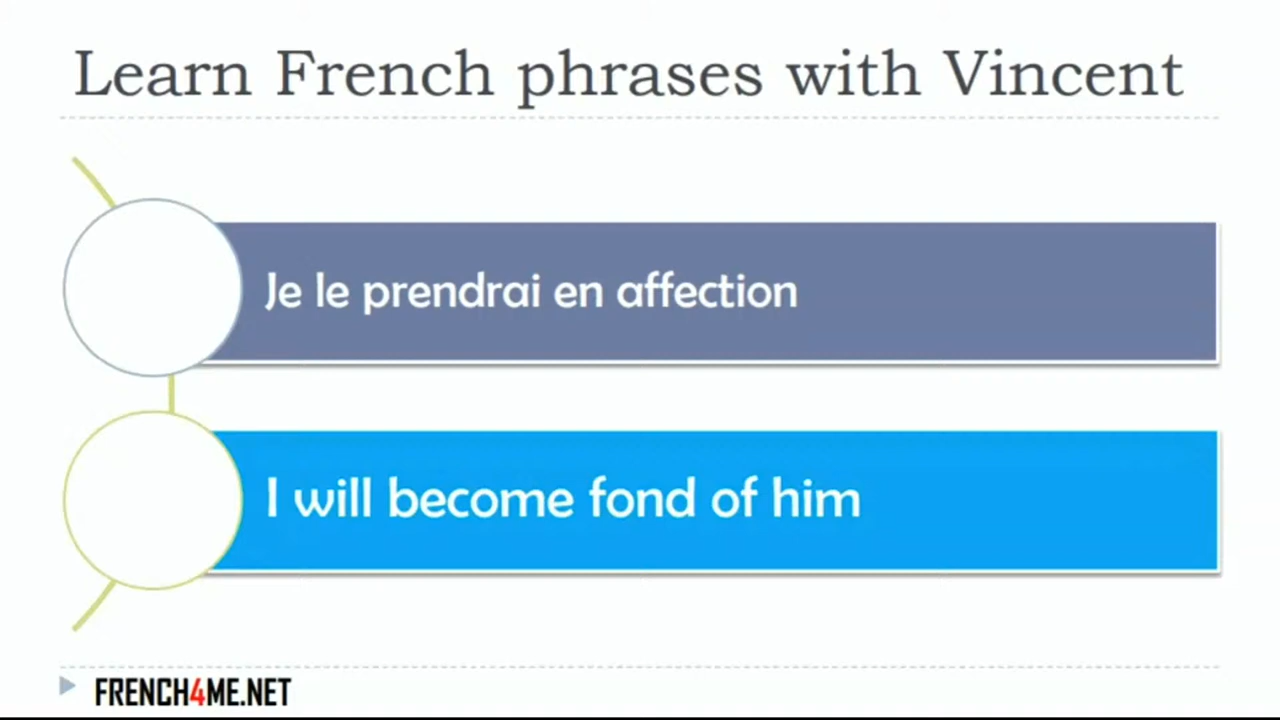 Learn French phrases with Vincent
Je le prendrai en affection
I will become fond of him
FRENCH4ME.NET